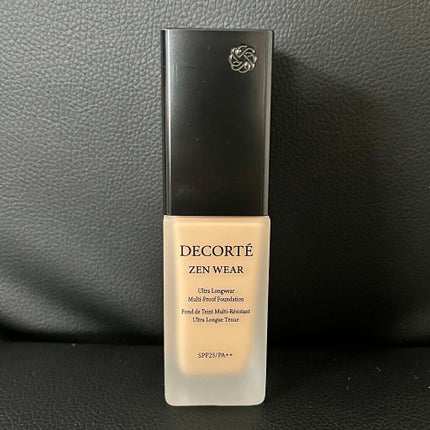 DECORTÉ
ZEN WEAR
Ultra Longwear
Multi-Proof Foundation
Fond de Teint Multi-Résistant
Ultra Longue Tenue
SPF25/PA++